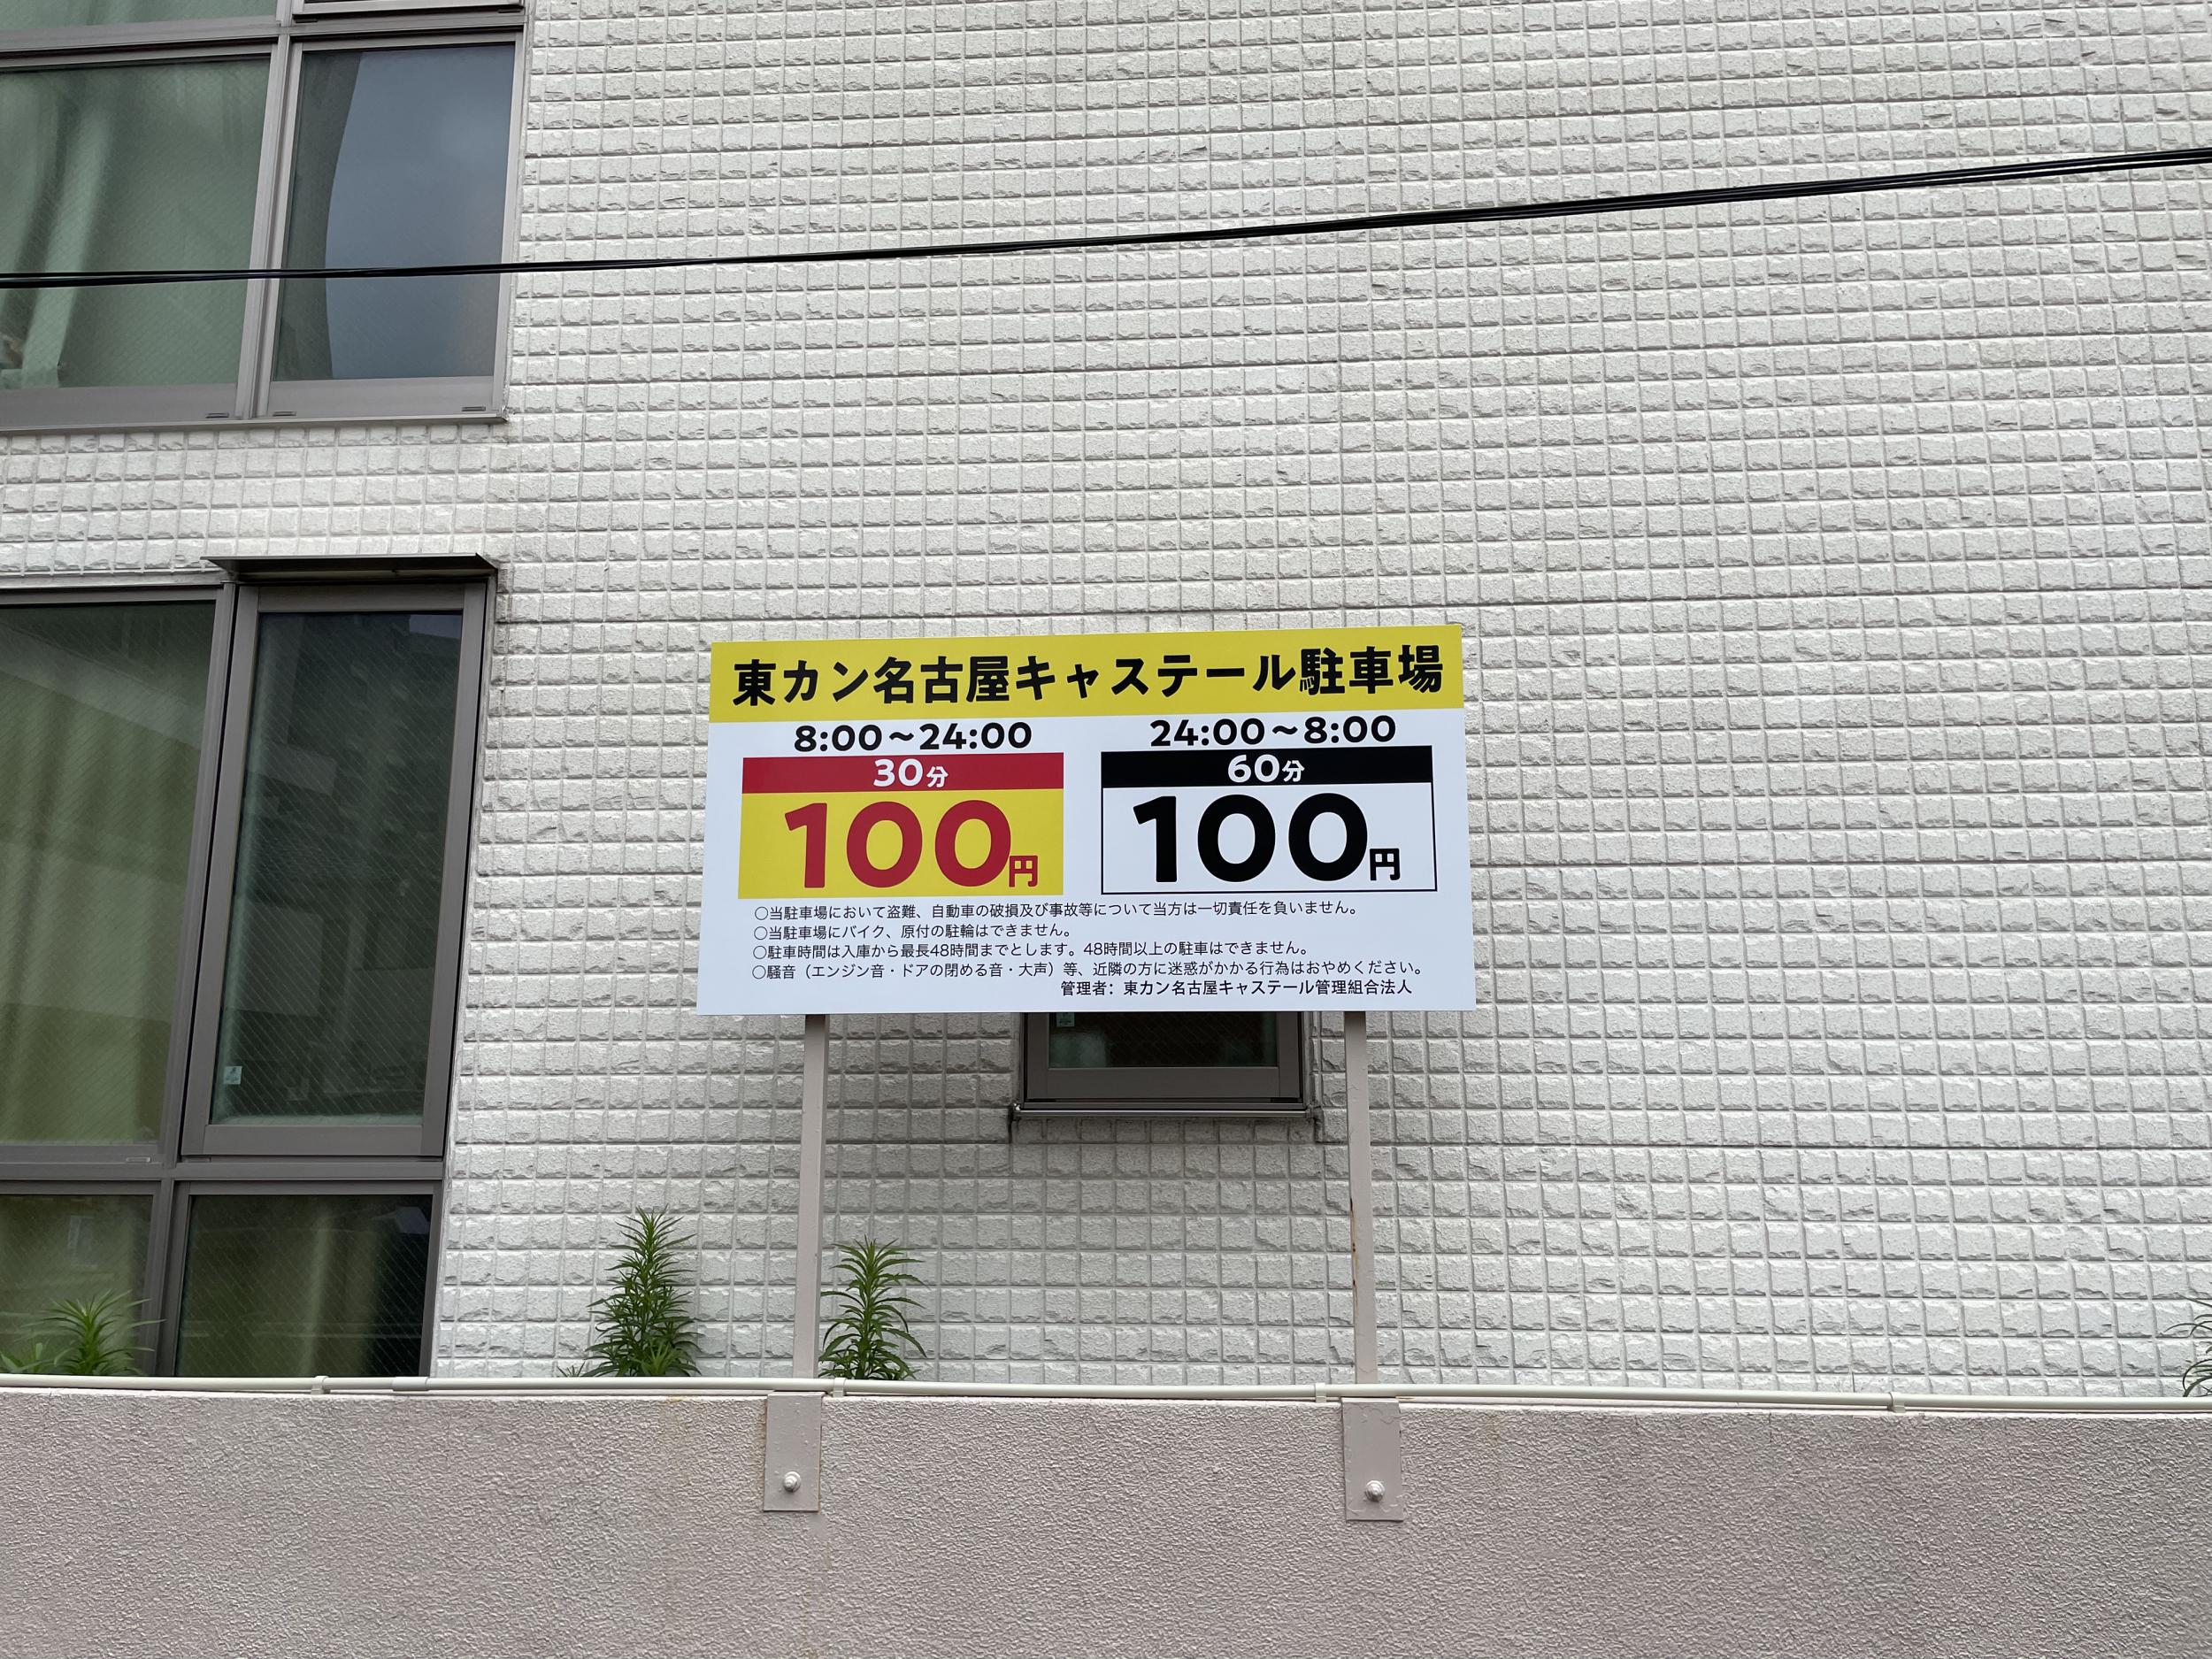 東カン名古屋キャステール駐車場
8:00～24:00
30分
100円
24:00～8:00
60分
100円
○当駐車場において盗難、自動車の破損及び事故等について当方は一切責任を負いません。
○当駐車場にバイク、原付の駐輪はできません。
○駐車時間は入庫から最長48時間までとします。48時間以上の駐車はできません。
○騒音（エンジン音・ドアの閉める音・大声）等、近隣の方に迷惑がかかる行為はおやめください。
管理者：東カン名古屋キャステール管理組合法人